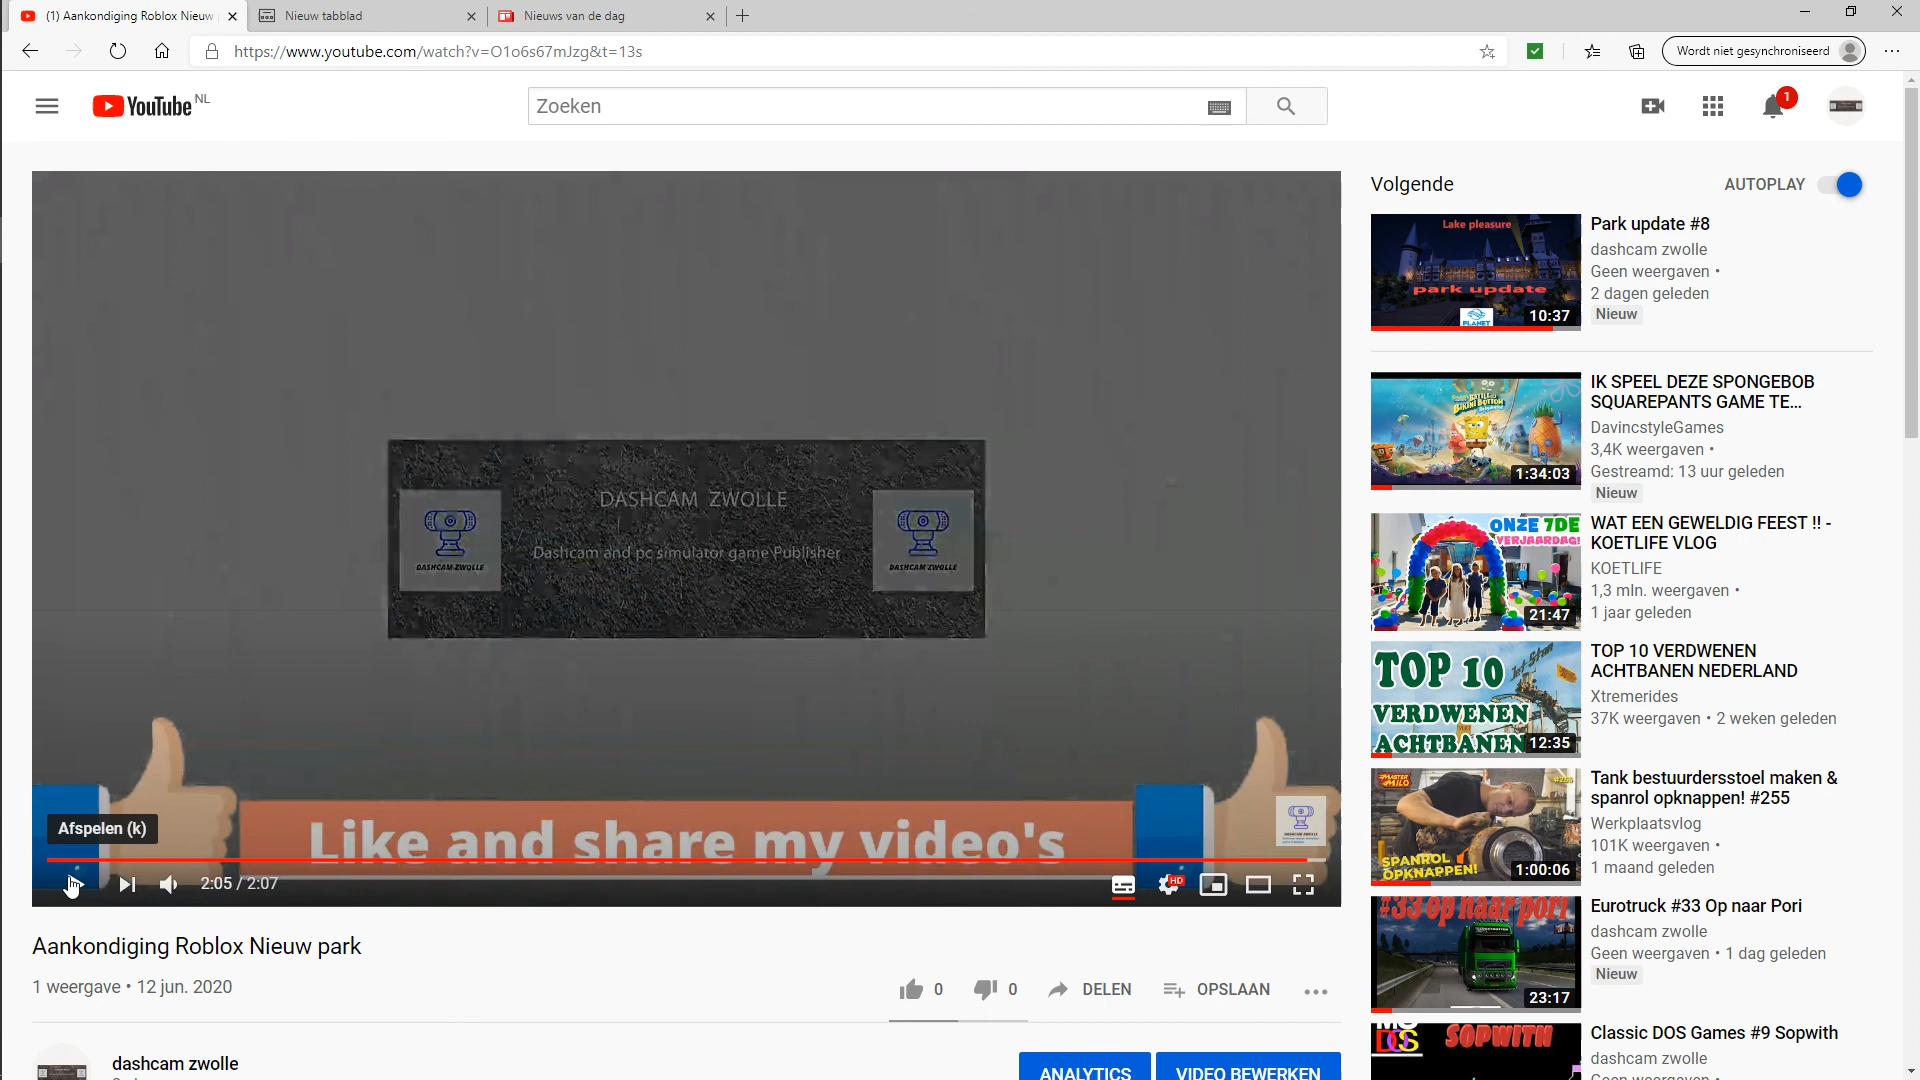 (1) Aankondiging Roblox Nieuw
Nieuw tabblad
Nieuws van de dag
https://www.youtube.com/watch?v=O1o6s67mJzg&t=13s
Wordt niet gesynchroniseerd
YouTube NL
Zoeken
1
DASHCAM ZWOLLE
Dashcam and pc simulator game Publisher
DASHCAM ZWOLLE
DASHCAM ZWOLLE
Like and share my video's
Afspelen (k)
2:05 / 2:07
HD
Aankondiging Roblox Nieuw park
1 weergave • 12 jun. 2020
0
0
DELEN
OPSLAAN
dashcam zwolle
ANALYTICS
VIDEO BEWERKEN
Volgende
AUTOPLAY
Lake pleasure
park update
PLANET
10:37
Park update #8
dashcam zwolle
Geen weergaven •
2 dagen geleden
Nieuw
1:34:03
IK SPEEL DEZE SPONGEBOB
SQUAREPANTS GAME TE...
DavincstyleGames
3,4K weergaven •
Gestreamd: 13 uur geleden
Nieuw
ONZE 7DE
VERJAARDAG!
21:47
WAT EEN GEWELDIG FEEST !! -
KOETLIFE VLOG
KOETLIFE
1,3 mln. weergaven •
1 jaar geleden
TOP 10
VERDWENEN
ACHTBANEN
12:35
TOP 10 VERDWENEN
ACHTBANEN NEDERLAND
Xtremerides
37K weergaven • 2 weken geleden
MASTER
MILO
#255
SPANROL
OPKNAPPEN!
1:00:06
Tank bestuurdersstoel maken &
spanrol opknappen! #255
Werkplaatsvlog
101K weergaven •
1 maand geleden
#33 op naar pori
23:17
Eurotruck #33 Op naar Pori
dashcam zwolle
Geen weergaven • 1 dag geleden
Nieuw
DOS
SOPWITH
Classic DOS Games #9 Sopwith
dashcam zwolle
Geen weergaven •